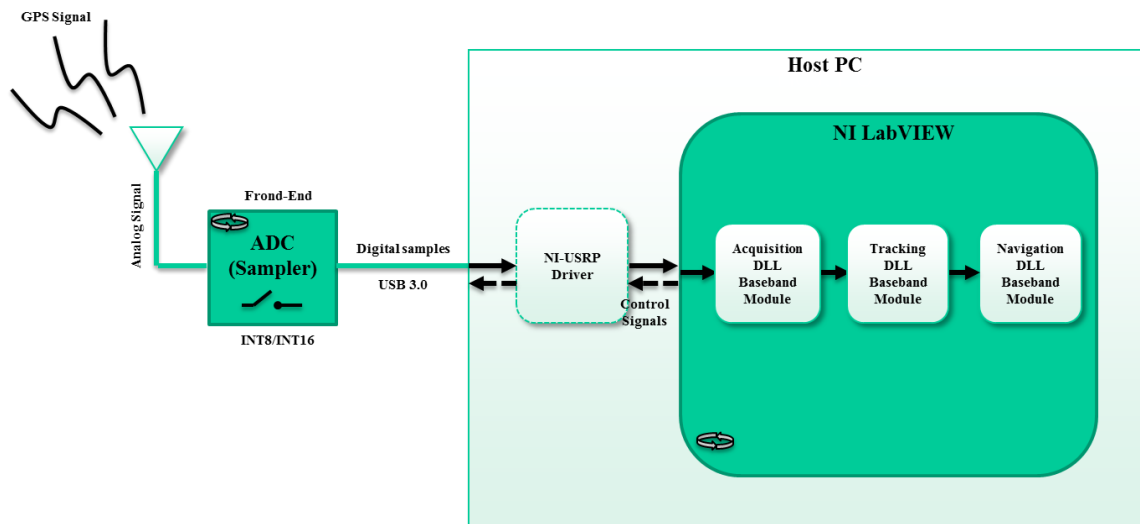 GPS Signal
Analog Signal
Frond-End
ADC
(Sampler)
INT8/INT16
Digital samples
USB 3.0
Host PC
NI-USRP
Driver
Control
Signals
NI LabVIEW
Acquisition
DLL
Baseband
Module
Tracking
DLL
Baseband
Module
Navigation
DLL
Baseband
Module